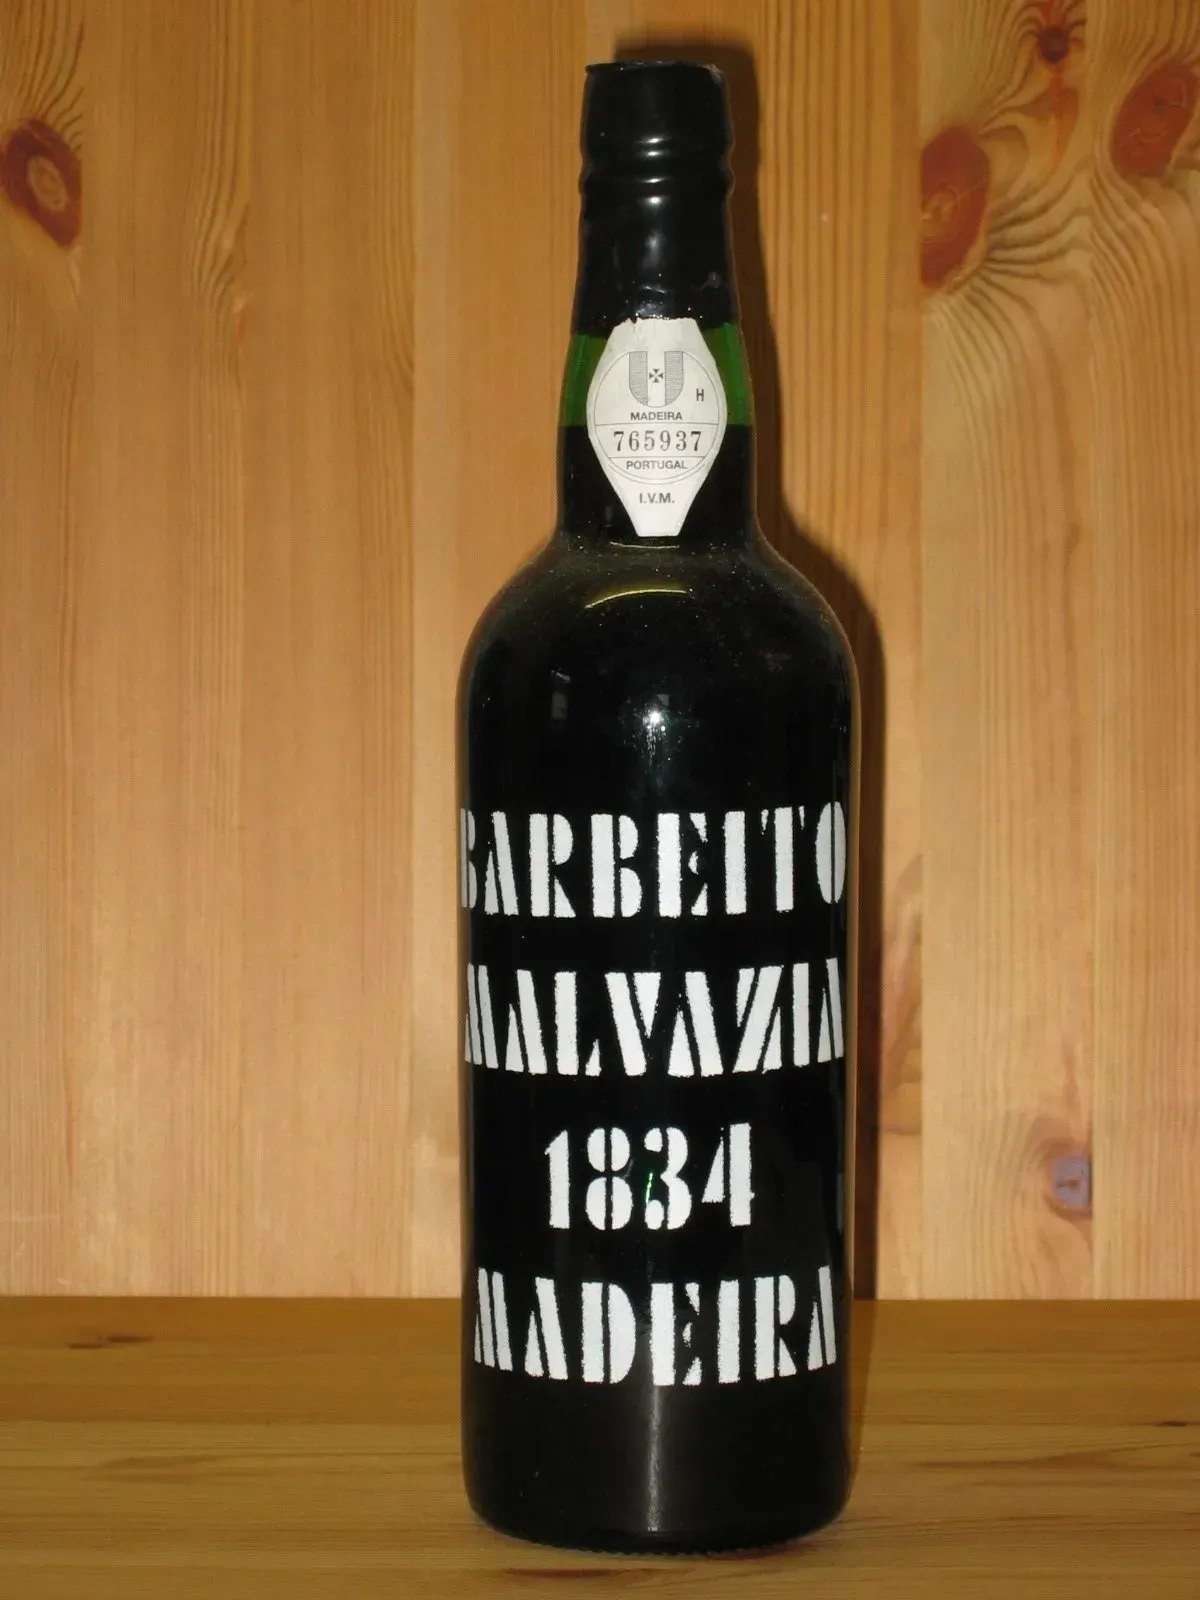 H
MADEIRA
765937
PORTUGAL
I.V.M.
BARBEITO
MALVAZIA
1834
MADEIRA